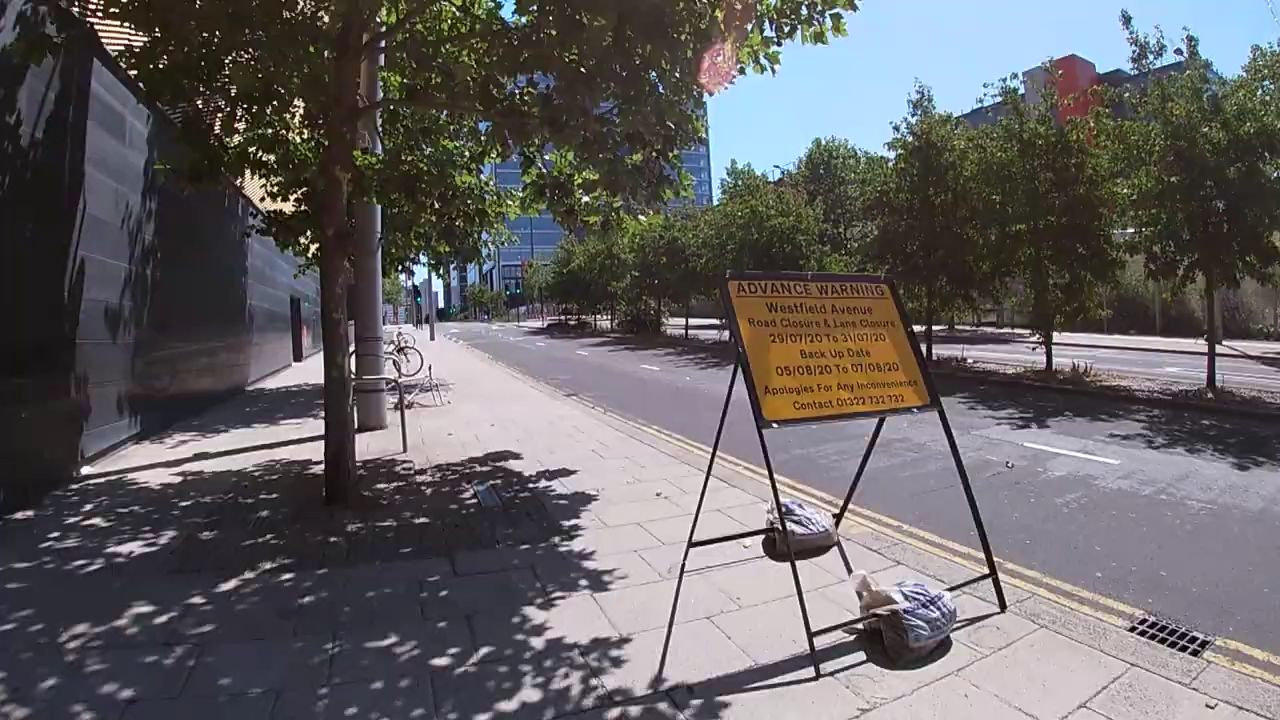 ADVANCE WARNING
Westfield Avenue
Road Closure & Lane Closure
29/07/20 To 31/07/20
Back Up Date
05/08/20 To 07/08/20
Apologies For Any Inconvenience
Contact 01322 732 732